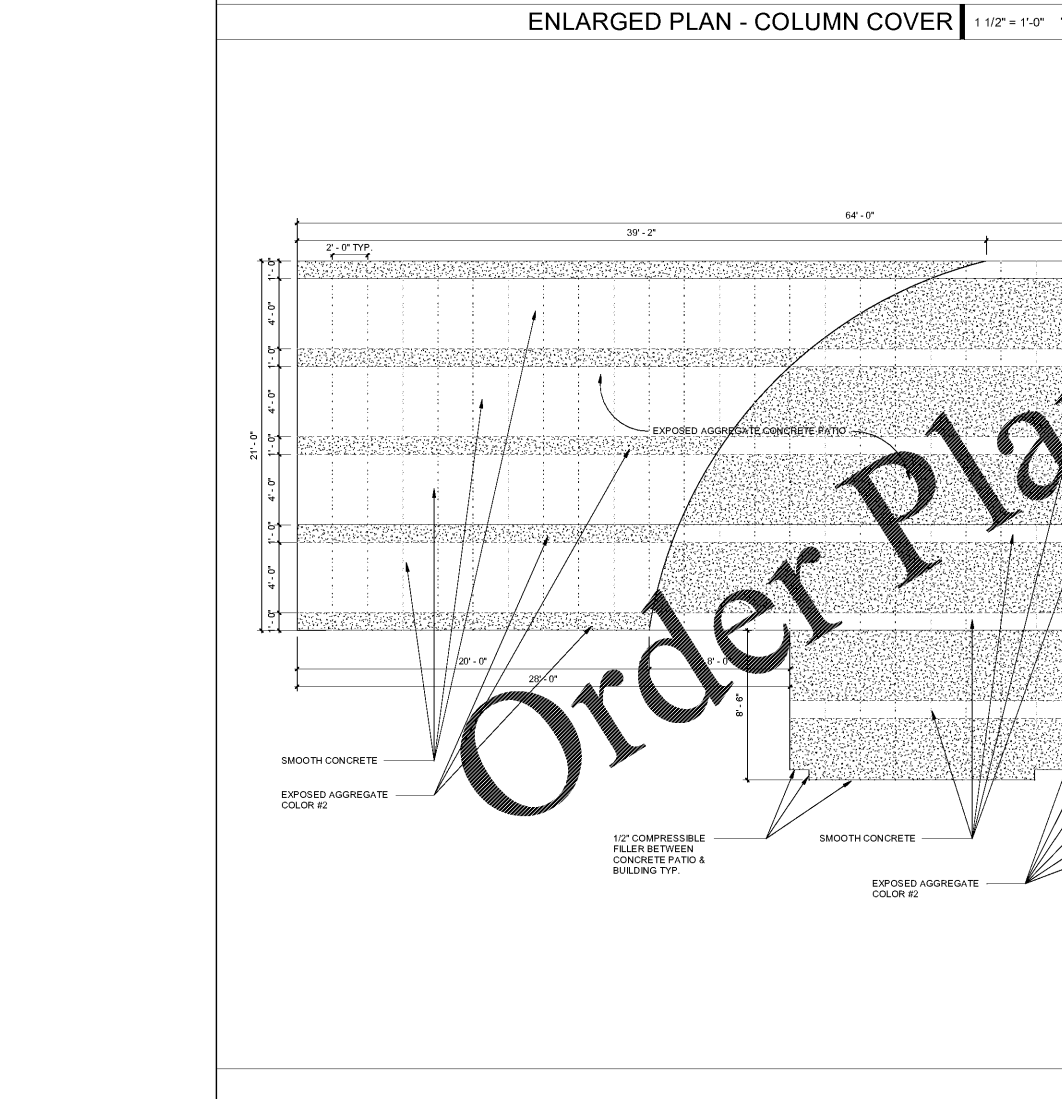 ENLARGED PLAN - COLUMN COVER
1 1/2" = 1'-0"
64' - 0"
39' - 2"
2' - 0" TYP.
1' - 0"
4' - 0"
1' - 0"
4' - 0"
21' - 0"
1' - 0"
4' - 0"
1' - 0"
4' - 0"
1' - 0"
EXPOSED AGGREGATE CONCRETE PATIO
Order Pla
20' - 0"
8' - 0"
28' - 0"
8' - 6"
SMOOTH CONCRETE
EXPOSED AGGREGATE
COLOR #2
1/2" COMPRESSIBLE
FILLER BETWEEN
CONCRETE PATIO &
BUILDING TYP.
SMOOTH CONCRETE
EXPOSED AGGREGATE
COLOR #2